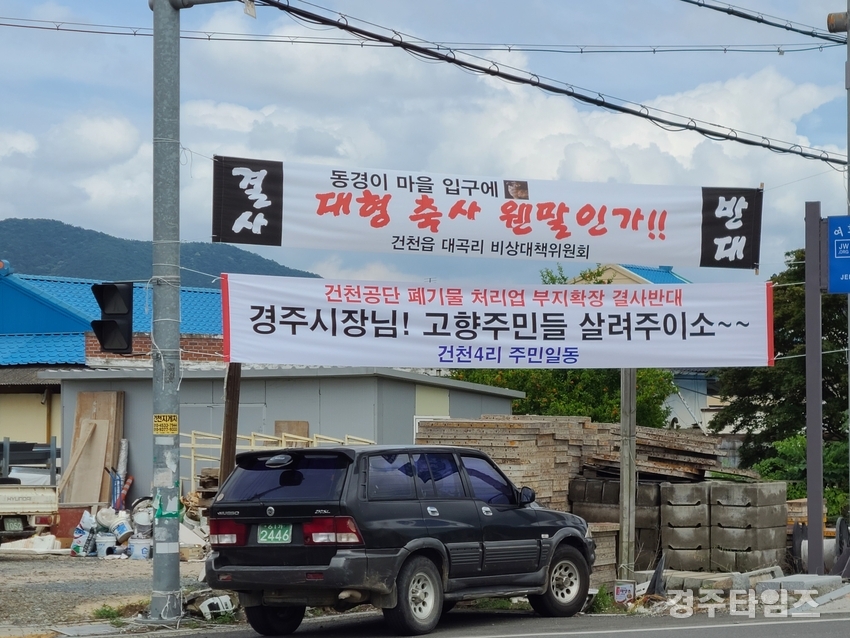 결사
동경이 마을 입구에
대형 축사 웬말인가!!
건천읍 대곡리 비상대책위원회
반대
건천공단 폐기물 처리업 부지확장 결사반대
경주시장님! 고향주민들 살려주이소~~
건천4리 주민일동
JW
.ORG
HYUNDAI
MUSSO
2446
경주타임즈